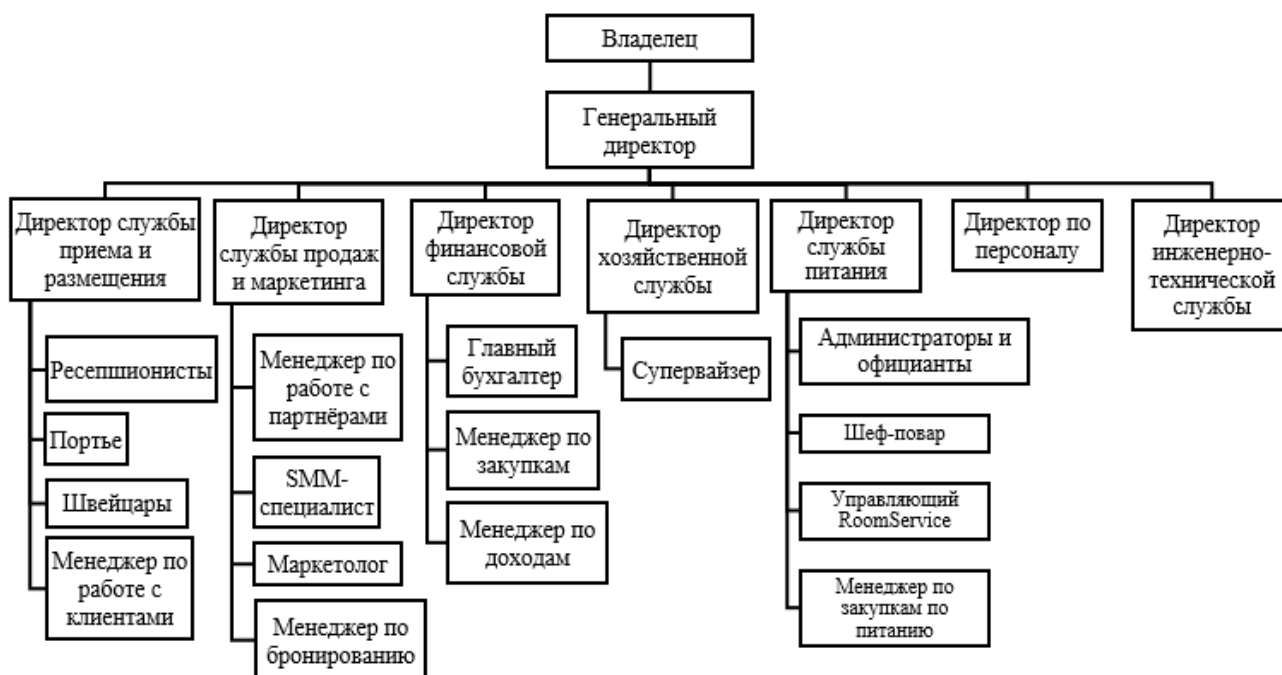 Владелец
Генеральный
директор
Директор службы
приема и
размещения
Директор
службы продаж
и маркетинга
Директор
финансовой
службы
Директор
хозяйственной
службы
Директор
службы
питания
Директор по
персоналу
Директор
инженерно-
технической
службы
Ресепшионисты
Портье
Швейцары
Менеджер по
работе с
клиентами
Менеджер по
работе с
партнёрами
SMM-
специалист
Маркетолог
Менеджер по
бронированию
Главный
бухгалтер
Менеджер по
закупкам
Менеджер по
доходам
Супервайзер
Администраторы и
официанты
Шеф-повар
Управляющий
RoomService
Менеджер по
закупкам по
питанию